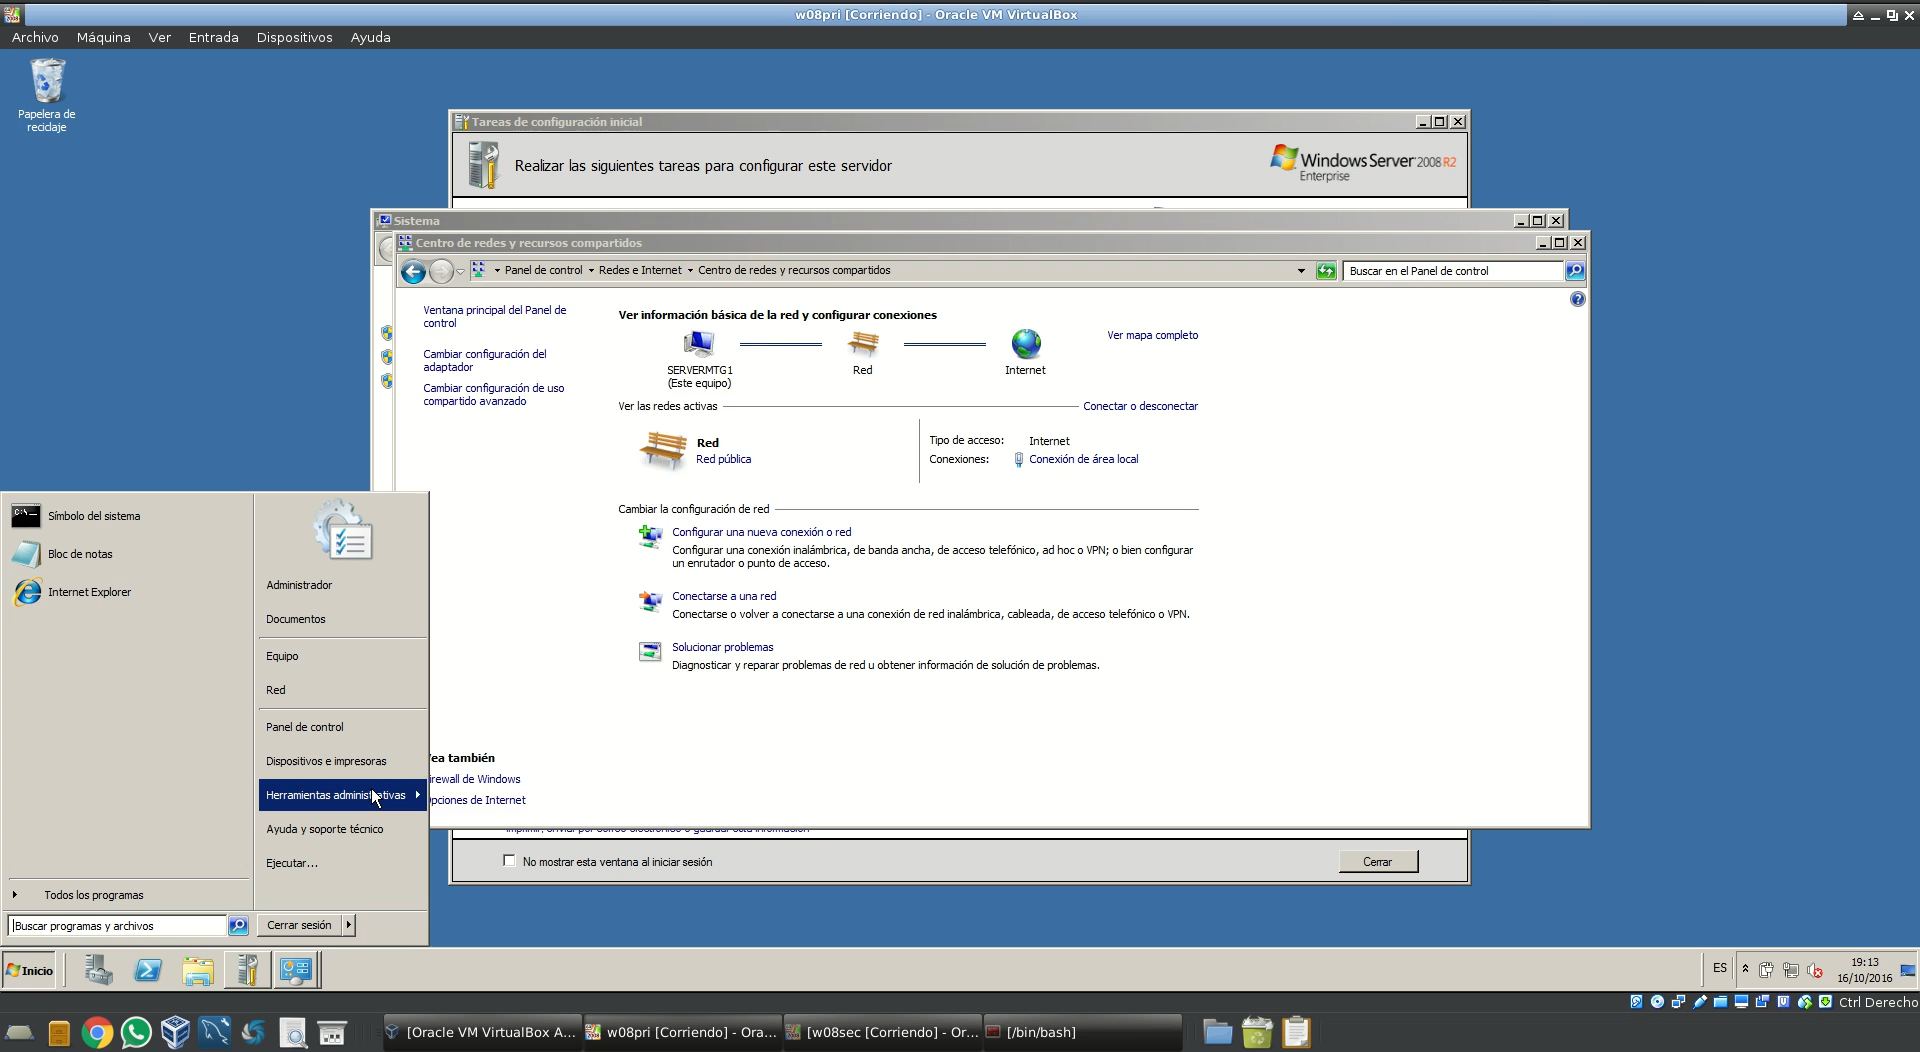 w08pri [Corriendo] - Oracle VM VirtualBox
Archivo Máquina Ver Entrada Dispositivos Ayuda
Papelera de
reciclaje
Tareas de configuración inicial
Realizar las siguientes tareas para configurar este servidor
Windows Server 2008 R2
Enterprise
Sistema
Centro de redes y recursos compartidos
Panel de control Redes e Internet Centro de redes y recursos compartidos
Buscar en el Panel de control
Ventana principal del Panel de
control
Cambiar configuración del
adaptador
Cambiar configuración de uso
compartido avanzado
Ver información básica de la red y configurar conexiones
Ver mapa completo
SERVERMTG1
(Este equipo)
Red
Internet
Ver las redes activas
Conectar o desconectar
Red
Red pública
Tipo de acceso: Internet
Conexiones: Conexión de área local
Cambiar la configuración de red
Configurar una nueva conexión o red
Configurar una conexión inalámbrica, de banda ancha, de acceso telefónico, ad hoc o VPN; o bien configurar
un enrutador o punto de acceso.
Conectarse a una red
Conectarse o volver a conectarse a una conexión de red inalámbrica, cableada, de acceso telefónico o VPN.
Solucionar problemas
Diagnosticar y reparar problemas de red u obtener información de solución de problemas.
ea también
irewall de Windows
pciones de Internet
No mostrar esta ventana al iniciar sesión
Cerrar
C:\
Símbolo del sistema
Bloc de notas
Internet Explorer
Todos los programas
Buscar programas y archivos
Administrador
Documentos
Equipo
Red
Panel de control
Dispositivos e impresoras
Herramientas administrativas
Ayuda y soporte técnico
Ejecutar...
Cerrar sesión
Inicio
ES
19:13
16/10/2016
Ctrl Derecho
[Oracle VM VirtualBox A...
w08pri [Corriendo] - Ora...
[w08sec [Corriendo] - Or...
[/bin/bash]